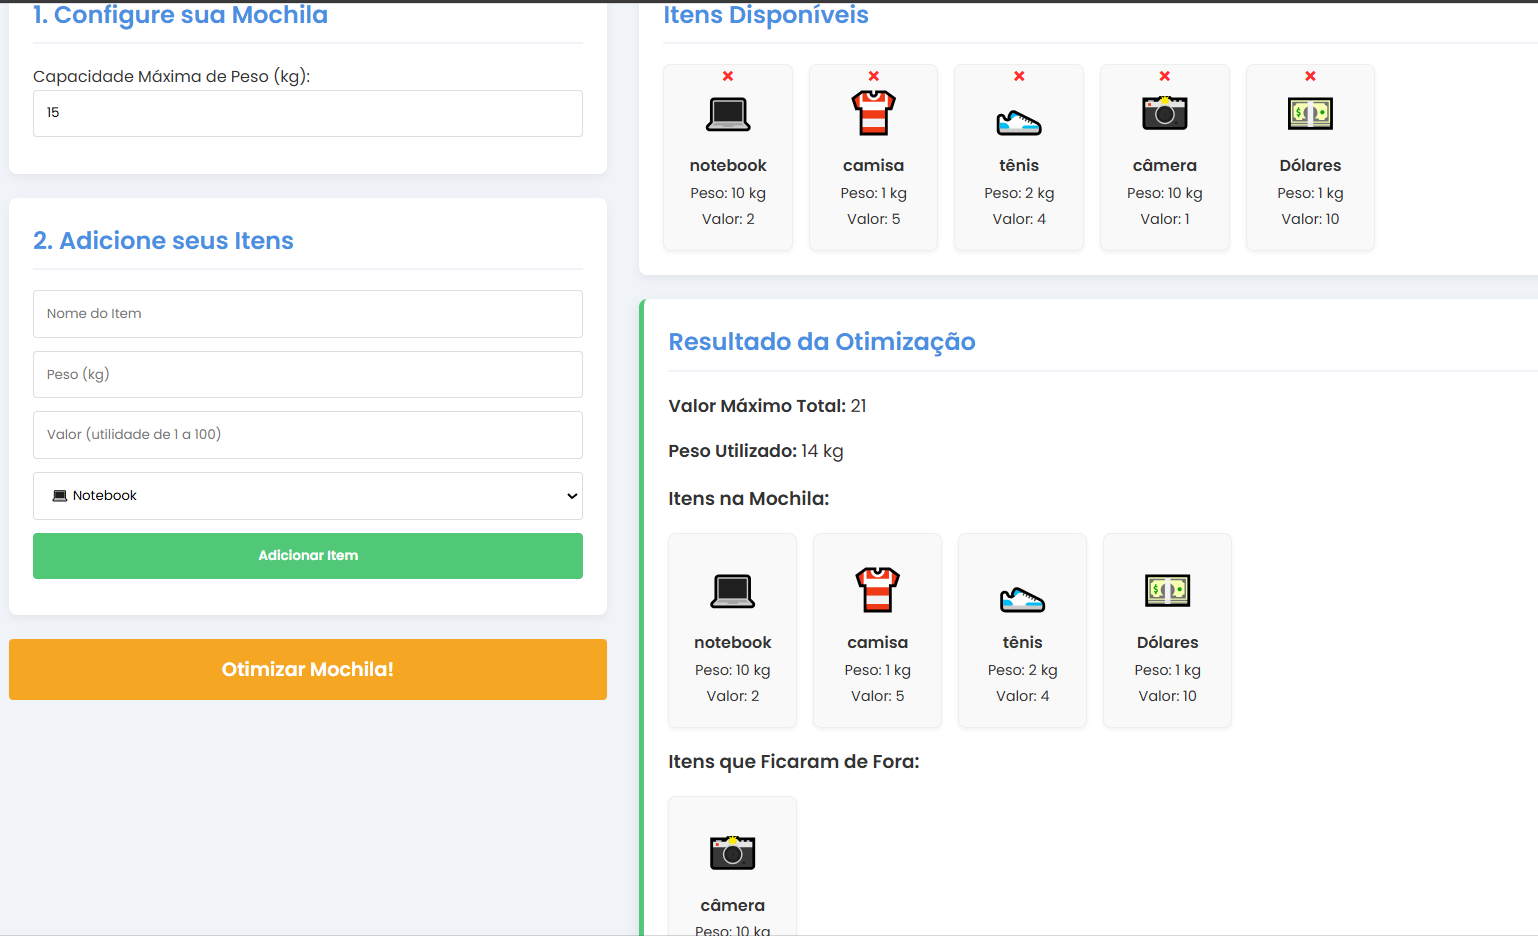 1. Configure sua Mochila
Capacidade Máxima de Peso (kg):
15
2. Adicione seus Itens
Nome do Item
Peso (kg)
Valor (utilidade de 1 a 100)
Notebook
Adicionar Item
Otimizar Mochila!
Itens Disponíveis
notebook
Peso: 10 kg
Valor: 2
camisa
Peso: 1 kg
Valor: 5
tênis
Peso: 2 kg
Valor: 4
câmera
Peso: 10 kg
Valor: 1
Dólares
Peso: 1 kg
Valor: 10
Resultado da Otimização
Valor Máximo Total: 21
Peso Utilizado: 14 kg
Itens na Mochila:
notebook
Peso: 10 kg
Valor: 2
camisa
Peso: 1 kg
Valor: 5
tênis
Peso: 2 kg
Valor: 4
Dólares
Peso: 1 kg
Valor: 10
Itens que Ficaram de Fora:
câmera
Peso: 10 kg